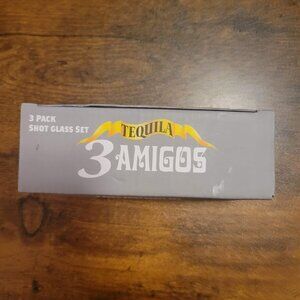 3 PACK
SHOT GLASS SET
TEQUILA
3 AMIGOS